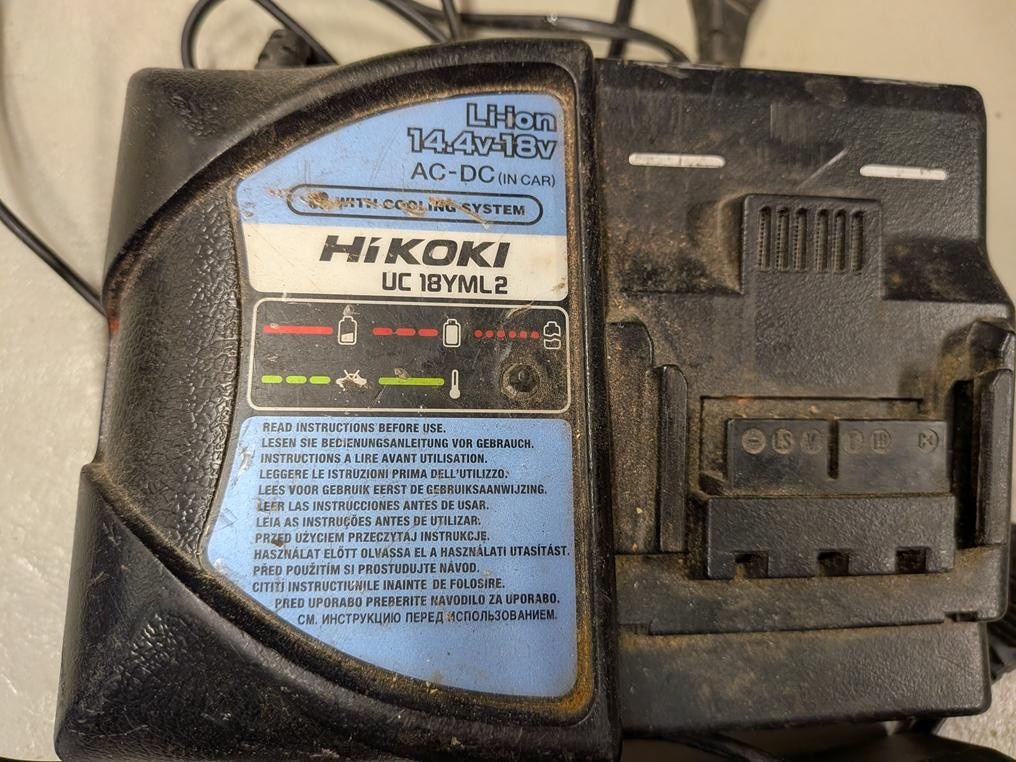 Li-ion
14.4v-18v
AC-DC (IN CAR)
WITH COOLING SYSTEM
HiKOKI
UC 18YML2
READ INSTRUCTIONS BEFORE USE.
LESEN SIE BEDIENUNGSANLEITUNG VOR GEBRAUCH.
INSTRUCTIONS A LIRE AVANT UTILISATION.
LEGGERE LE ISTRUZIONI PRIMA DELL'UTILIZZO.
LEES VOOR GEBRUIK EERST DE GEBRUIKSAANWIJZING.
LEER LAS INSTRUCCIONES ANTES DE USAR.
LEIA AS INSTRUÇÕES ANTES DE UTILIZAR.
PRZED UŻYCIEM PRZECZYTAJ INSTRUKCJĘ.
HASZNÁLAT ELŐTT OLVASSA EL A HASZNÁLATI UTASÍTÁST.
PŘED POUŽITÍM SI PROSTUDUJTE NÁVOD.
CITITI INSTRUCTIUNILE INAINTE DE FOLOSIRE.
PRED UPORABO PREBERITE NAVODILO ZA UPORABO.
СМ. ИНСТРУКЦИЮ ПЕРЕД ИСПОЛЬЗОВАНИЕМ.